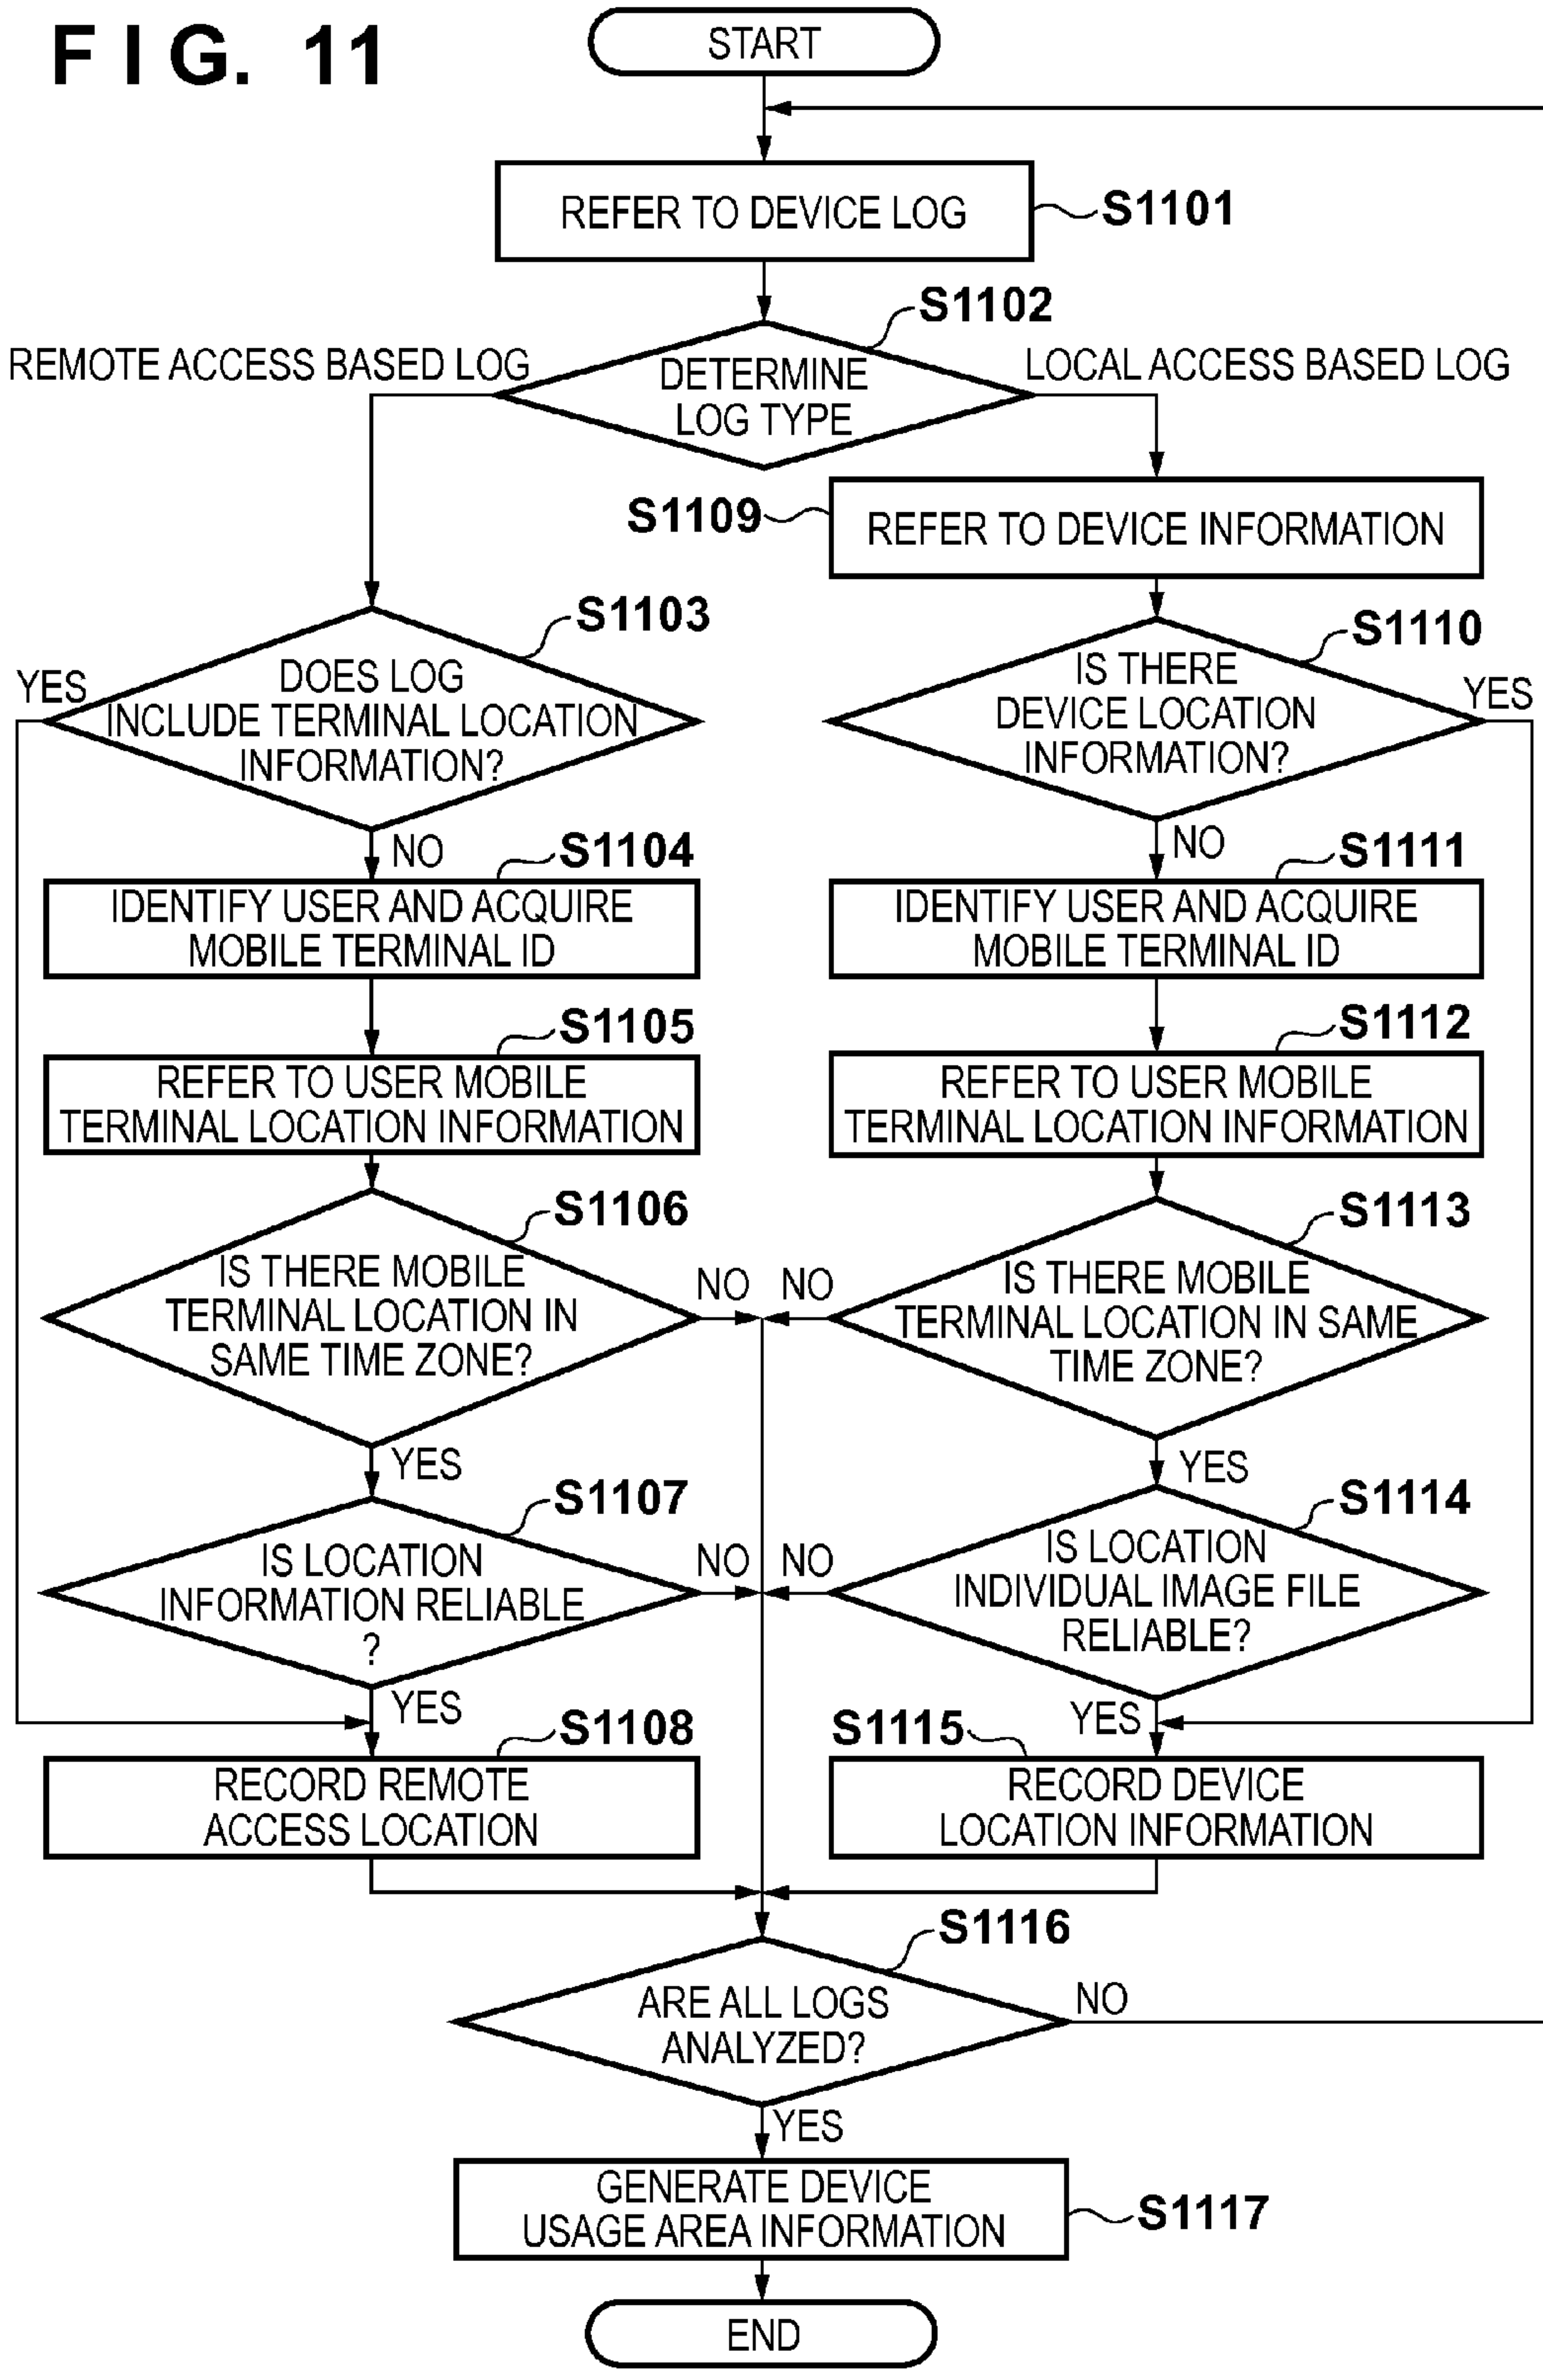 FIG. 11
START
REFER TO DEVICE LOG
S1101
S1102
REMOTE ACCESS BASED LOG
DETERMINE
LOG TYPE
LOCAL ACCESS BASED LOG
S1109
REFER TO DEVICE INFORMATION
S1103
YES
DOES LOG
INCLUDE TERMINAL LOCATION
INFORMATION?
S1110
IS THERE
DEVICE LOCATION
INFORMATION?
YES
NO
S1104
IDENTIFY USER AND ACQUIRE
MOBILE TERMINAL ID
NO
S1111
IDENTIFY USER AND ACQUIRE
MOBILE TERMINAL ID
S1105
REFER TO USER MOBILE
TERMINAL LOCATION INFORMATION
S1112
REFER TO USER MOBILE
TERMINAL LOCATION INFORMATION
S1106
IS THERE MOBILE
TERMINAL LOCATION IN
SAME TIME ZONE?
NO
NO
S1113
IS THERE MOBILE
TERMINAL LOCATION IN SAME
TIME ZONE?
YES
S1107
IS LOCATION
INFORMATION RELIABLE
?
NO
NO
YES
S1114
IS LOCATION
INDIVIDUAL IMAGE FILE
RELIABLE?
YES
S1108
RECORD REMOTE
ACCESS LOCATION
S1115
YES
RECORD DEVICE
LOCATION INFORMATION
S1116
ARE ALL LOGS
ANALYZED?
NO
YES
GENERATE DEVICE
USAGE AREA INFORMATION
S1117
END